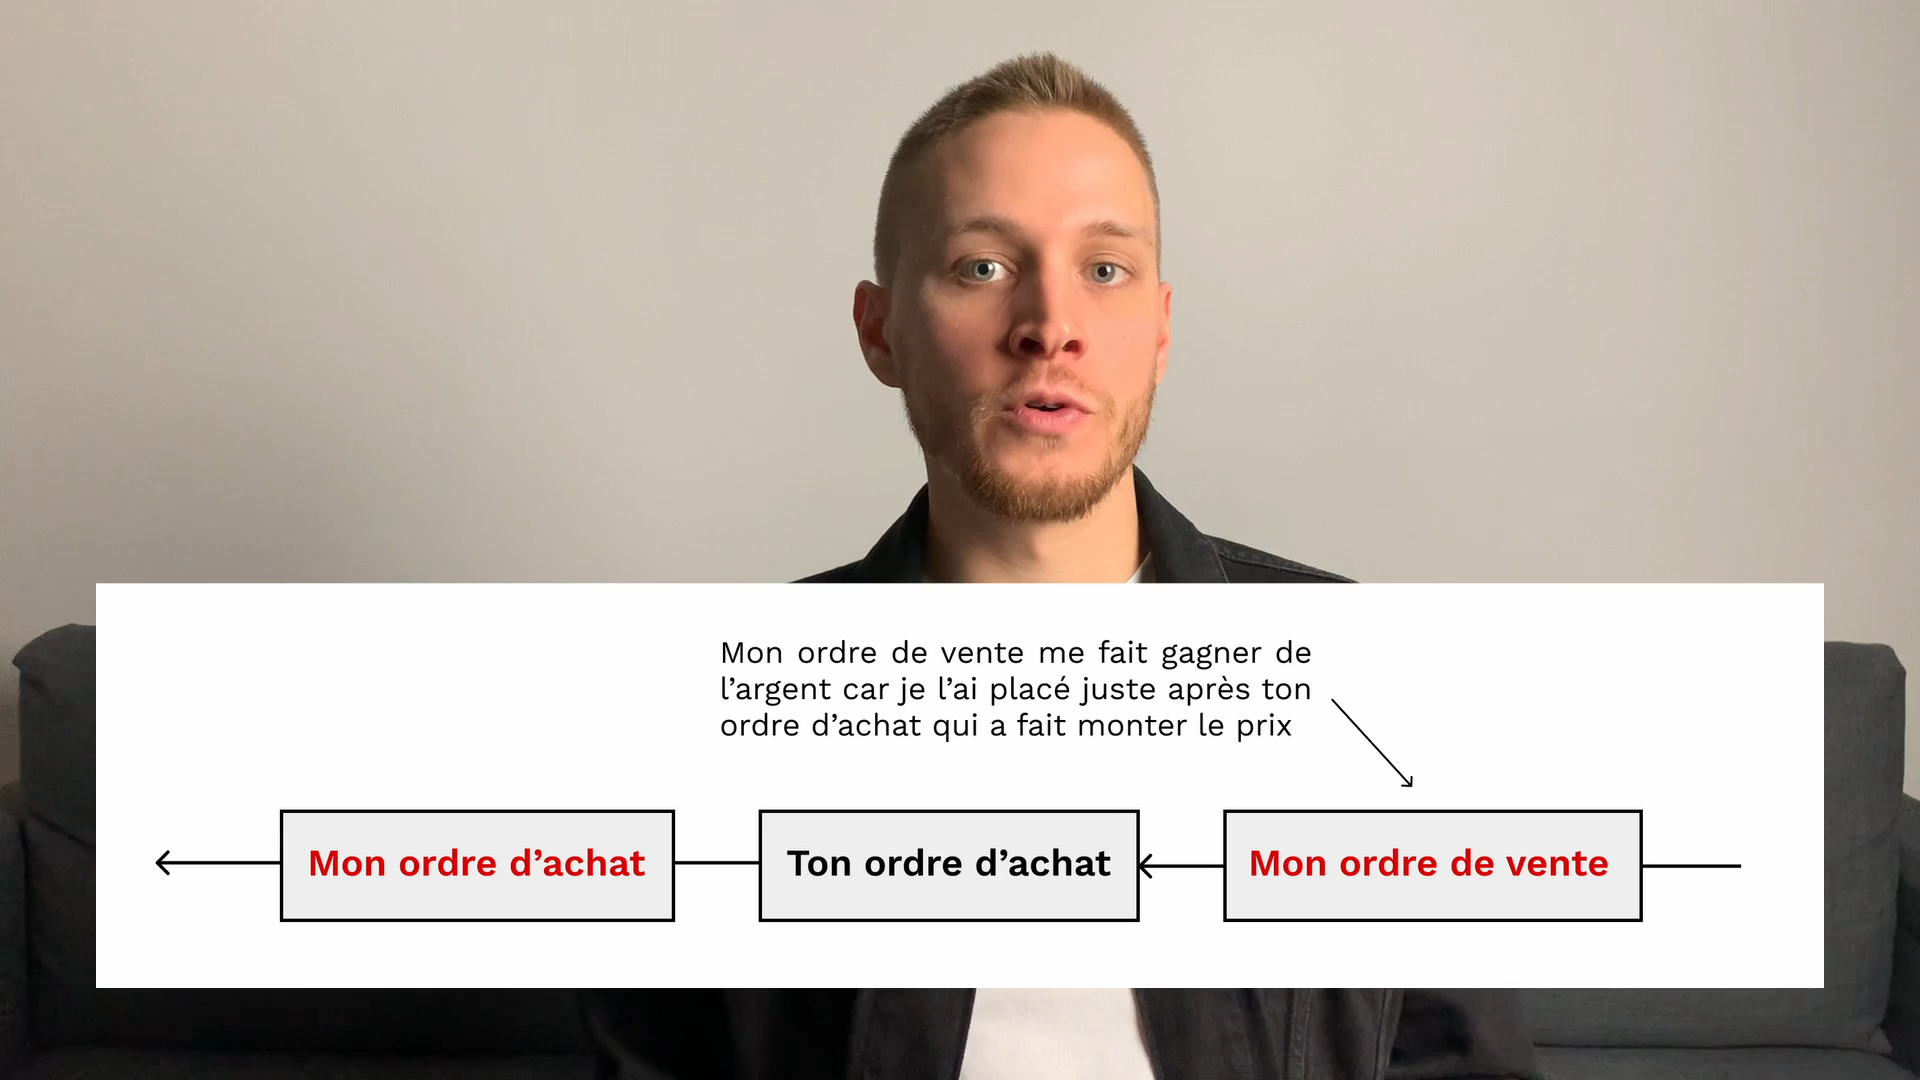 Mon ordre de vente me fait gagner de
l’argent car je l’ai placé juste après ton
ordre d’achat qui a fait monter le prix
Mon ordre d’achat
Ton ordre d’achat
Mon ordre de vente